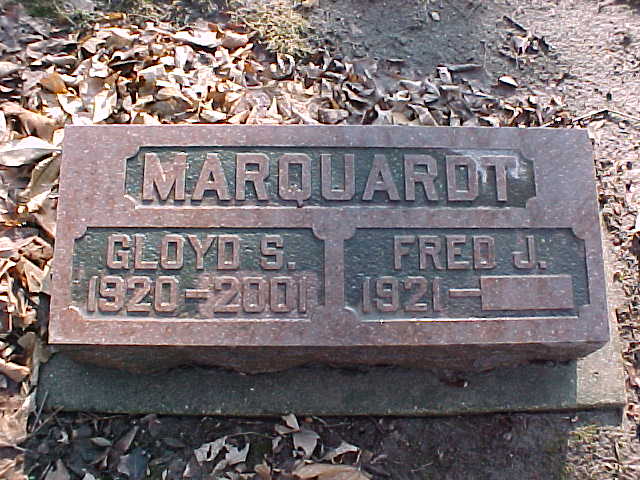 MARQUARDT
GLOYD S.
1920-2001
FRED J.
1921-